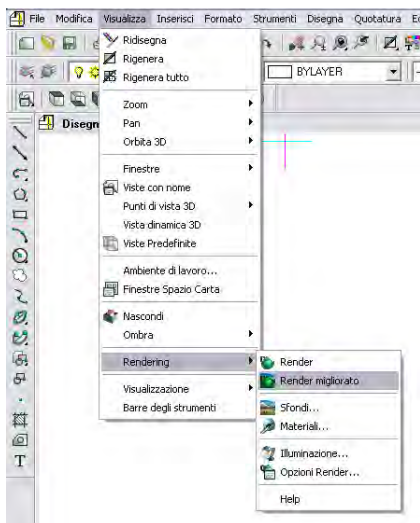 File Modifica Visualizza Inserisci Formato Strumenti Disegna Quotatura
Ridisegna
Rigenera
Rigenera tutto
BYLAYER
Zoom
Pan
Orbita 3D
Disegn
Finestre
Viste con nome
Punti di vista 3D
Vista dinamica 3D
Viste Predefinite
Ambiente di lavoro...
Finestre Spazio Carta
Nascondi
Ombra
Rendering
Render
Render migliorato
Visualizzazione
Barre degli strumenti
Sfondi...
Materiali...
Illuminazione...
Opzioni Render...
Help
T